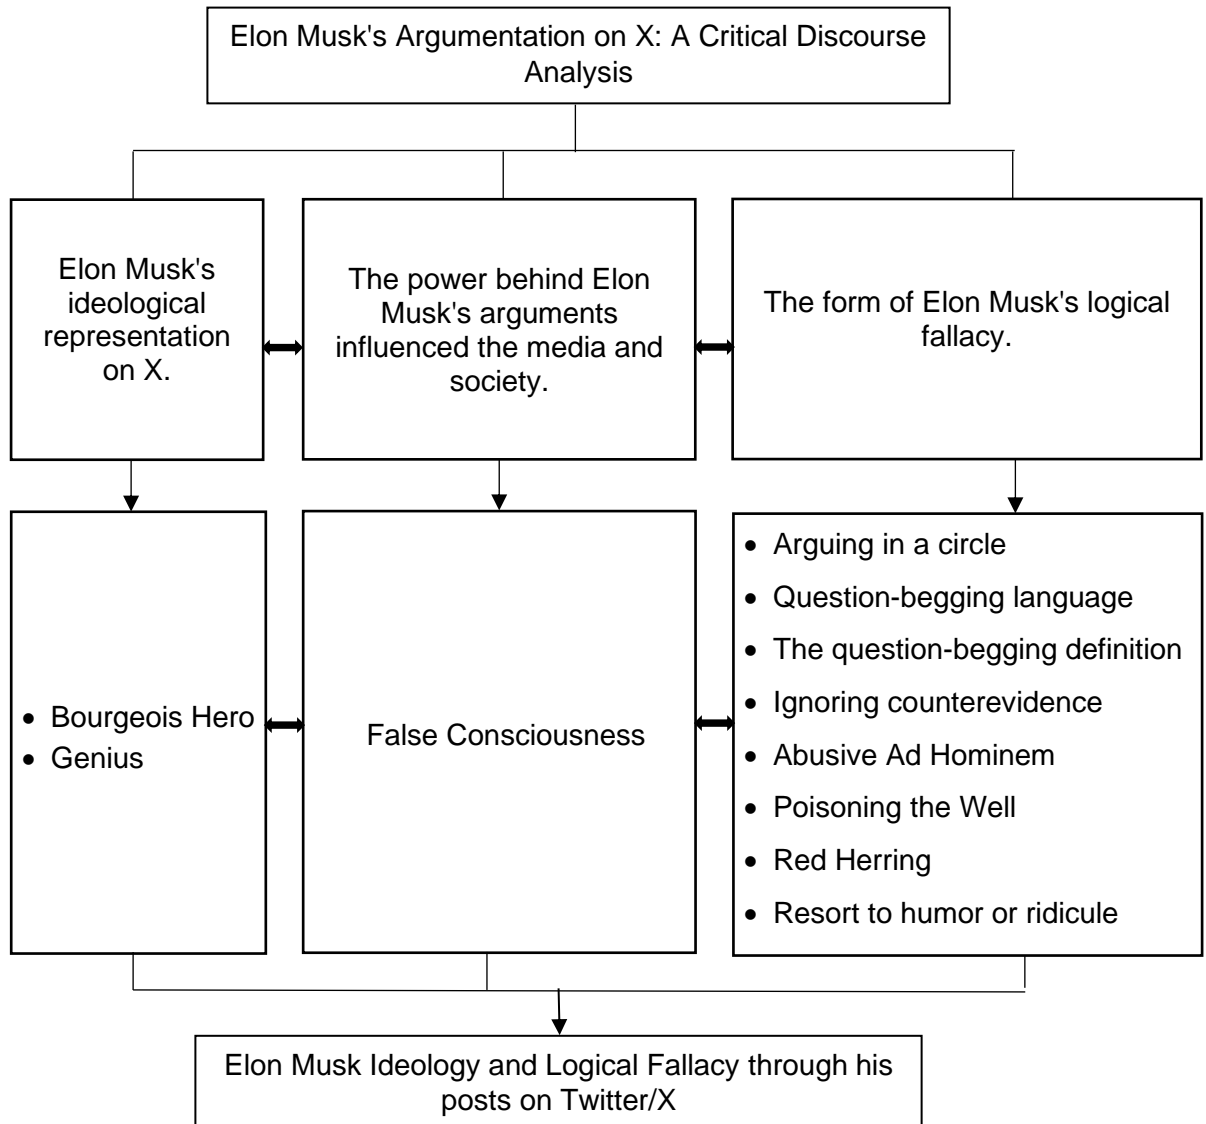 Elon Musk's Argumentation on X: A Critical Discourse
Analysis
Elon Musk's
ideological
representation
on X.
The power behind Elon
Musk's arguments
influenced the media and
society.
The form of Elon Musk's logical
fallacy.
• Bourgeois Hero
• Genius
False Consciousness
• Arguing in a circle
• Question-begging language
• The question-begging definition
• Ignoring counterevidence
• Abusive Ad Hominem
• Poisoning the Well
• Red Herring
• Resort to humor or ridicule
Elon Musk Ideology and Logical Fallacy through his
posts on Twitter/X